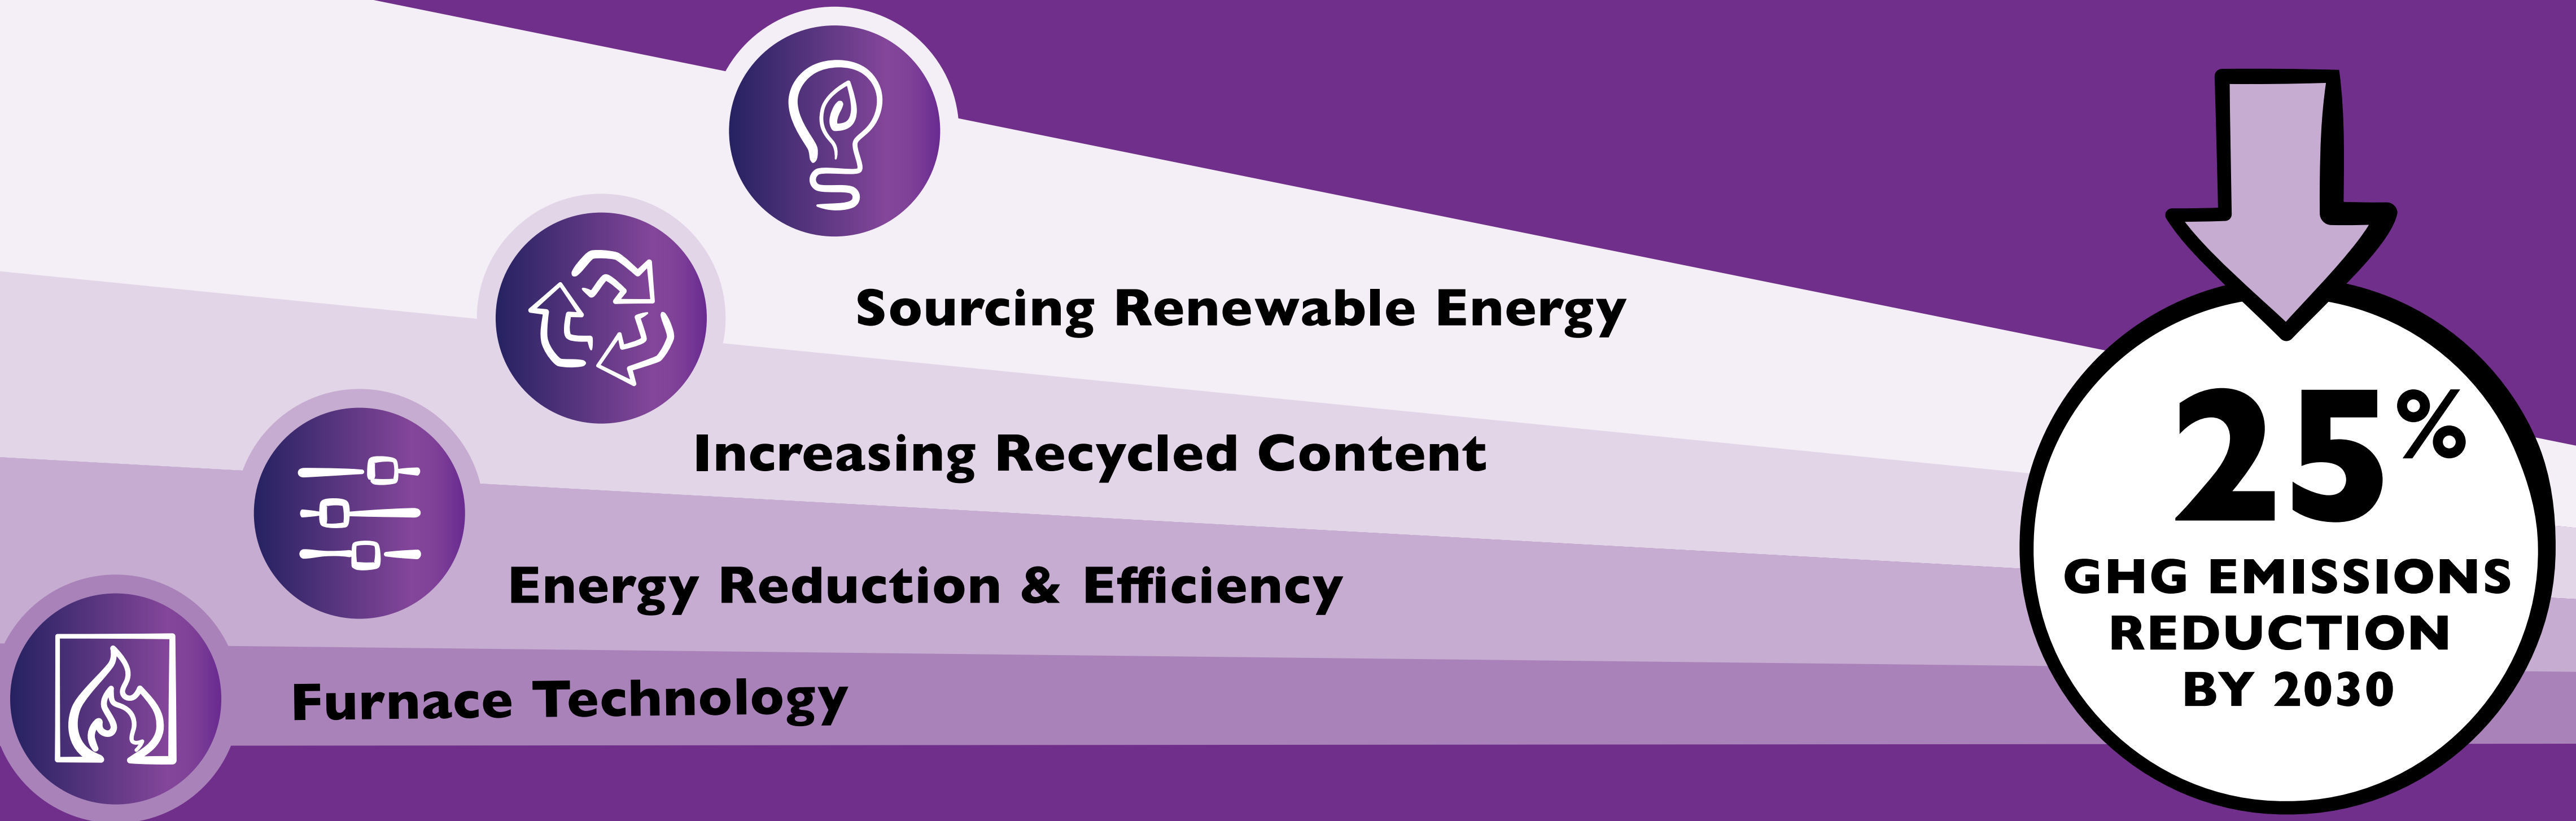 Sourcing Renewable Energy
Increasing Recycled Content
Energy Reduction & Efficiency
Furnace Technology
25%
GHG EMISSIONS
REDUCTION
BY 2030